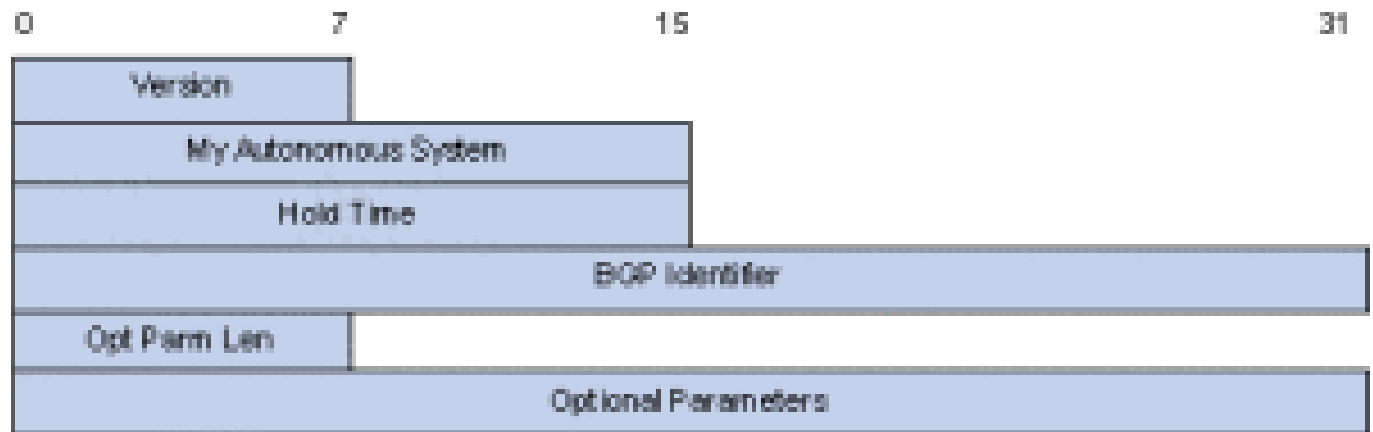 0 7 15 31
Version
My Autonomous System
Hold Time
BGP Identifier
Opt Parm Len
Optional Parameters